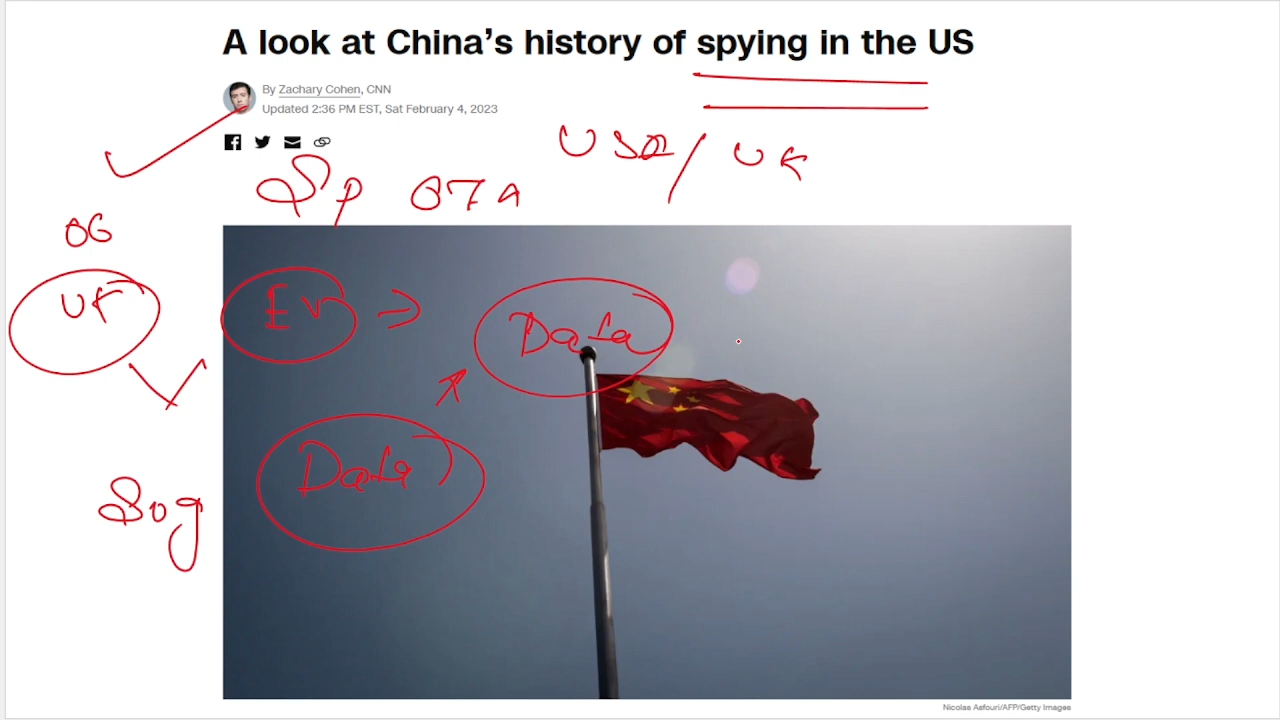 A look at China's history of spying in the US
By Zachary Cohen, CNN
Updated 2:36 PM EST, Sat February 4, 2023
USA / UK
Sp
UK
EV
Data
Data
Nicolas Asfouri/AFP/Getty Images